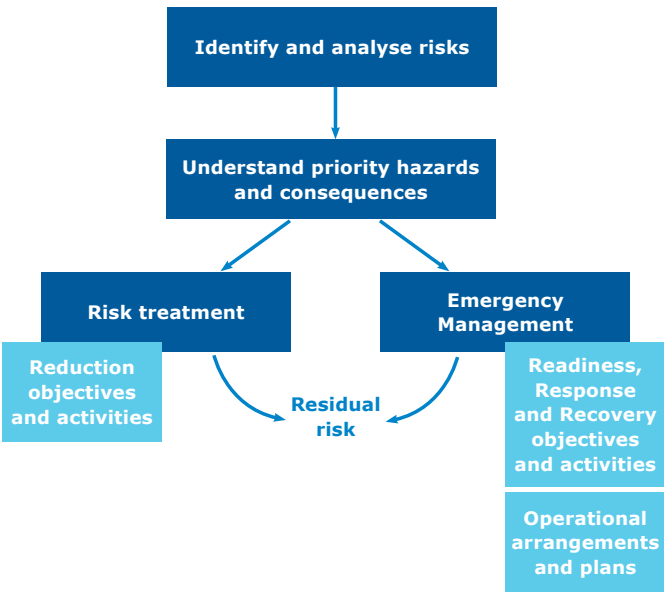 Identify and analyse risks
Understand priority hazards
and consequences
Risk treatment
Emergency
Management
Reduction
objectives
and activities
Residual
risk
Readiness,
Response
and Recovery
objectives
and activities
Operational
arrangements
and plans